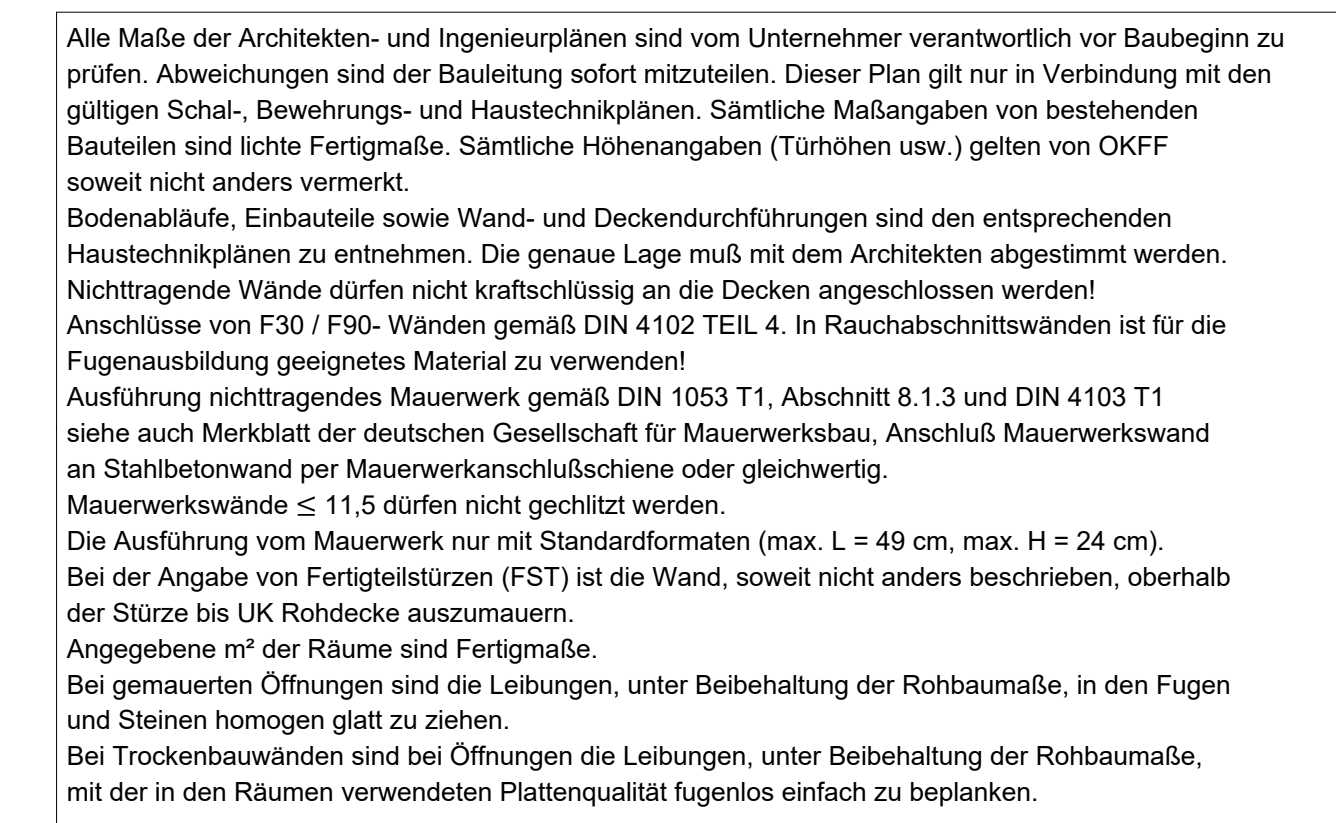 Alle Maße der Architekten- und Ingenieurplänen sind vom Unternehmer verantwortlich vor Baubeginn zu
prüfen. Abweichungen sind der Bauleitung sofort mitzuteilen. Dieser Plan gilt nur in Verbindung mit den
gültigen Schal-, Bewehrungs- und Haustechnikplänen. Sämtliche Maßangaben von bestehenden
Bauteilen sind lichte Fertigmaße. Sämtliche Höhenangaben (Türhöhen usw.) gelten von OKFF
soweit nicht anders vermerkt.
Bodenabläufe, Einbauteile sowie Wand- und Deckendurchführungen sind den entsprechenden
Haustechnikplänen zu entnehmen. Die genaue Lage muß mit dem Architekten abgestimmt werden.
Nichttragende Wände dürfen nicht kraftschlüssig an die Decken angeschlossen werden!
Anschlüsse von F30 / F90- Wänden gemäß DIN 4102 TEIL 4. In Rauchabschnittswänden ist für die
Fugenausbildung geeignetes Material zu verwenden!
Ausführung nichttragendes Mauerwerk gemäß DIN 1053 T1, Abschnitt 8.1.3 und DIN 4103 T1
siehe auch Merkblatt der deutschen Gesellschaft für Mauerwerksbau, Anschluß Mauerwerkswand
an Stahlbetonwand per Mauerwerkanschlußschiene oder gleichwertig.
Mauerwerkswände ≤ 11,5 dürfen nicht gechlitzt werden.
Die Ausführung vom Mauerwerk nur mit Standardformaten (max. L = 49 cm, max. H = 24 cm).
Bei der Angabe von Fertigteilstürzen (FST) ist die Wand, soweit nicht anders beschrieben, oberhalb
der Stürze bis UK Rohdecke auszumauern.
Angegebene m² der Räume sind Fertigmaße.
Bei gemauerten Öffnungen sind die Leibungen, unter Beibehaltung der Rohbaumaße, in den Fugen
und Steinen homogen glatt zu ziehen.
Bei Trockenbauwänden sind bei Öffnungen die Leibungen, unter Beibehaltung der Rohbaumaße,
mit der in den Räumen verwendeten Plattenqualität fugenlos einfach zu beplanken.